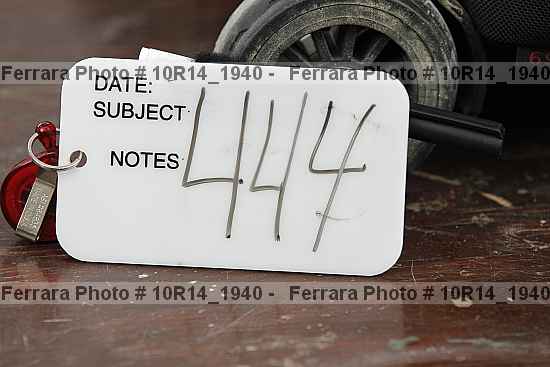 Ferrara Photo # 10R14_1940 - Ferrara Photo # 10R14_1940
DATE:
SUBJECT
NOTES
444
Ferrara Photo # 10R14_1940 - Ferrara Photo # 10R14_1940